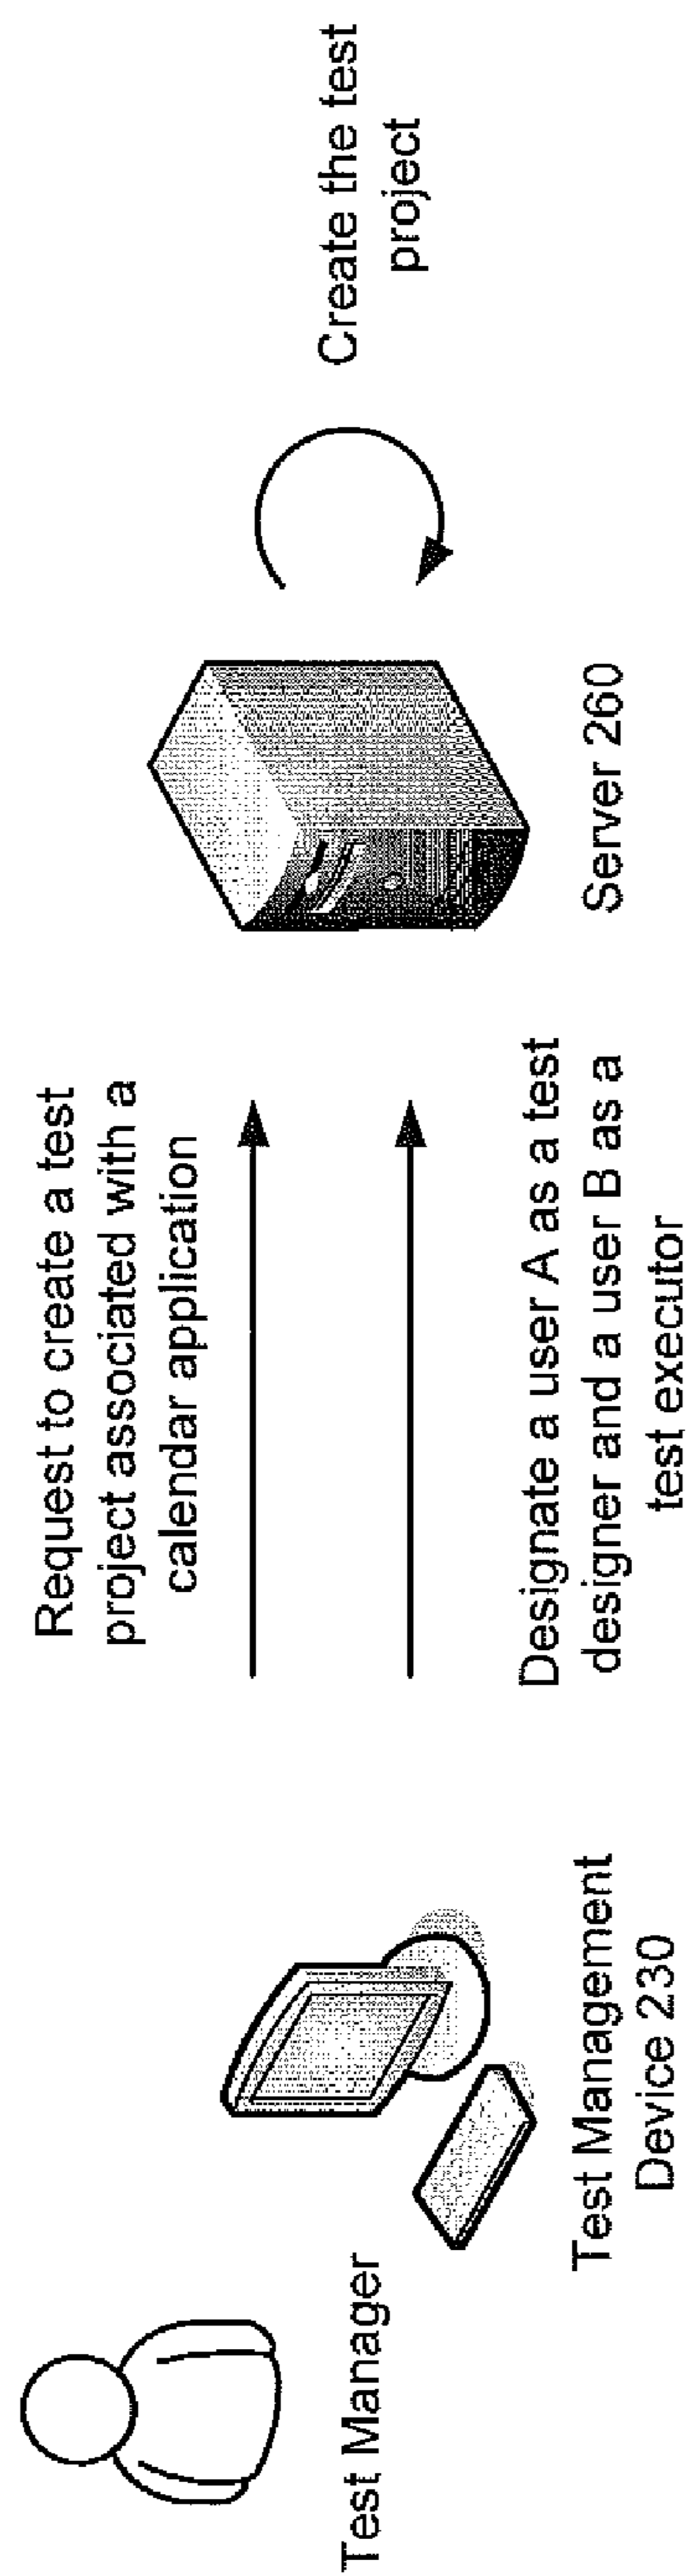 Test Manager
Test Management
Device 230
Request to create a test
project associated with a
calendar application
Designate a user A as a test
designer and a user B as a
test executor
Server 260
Create the test
project